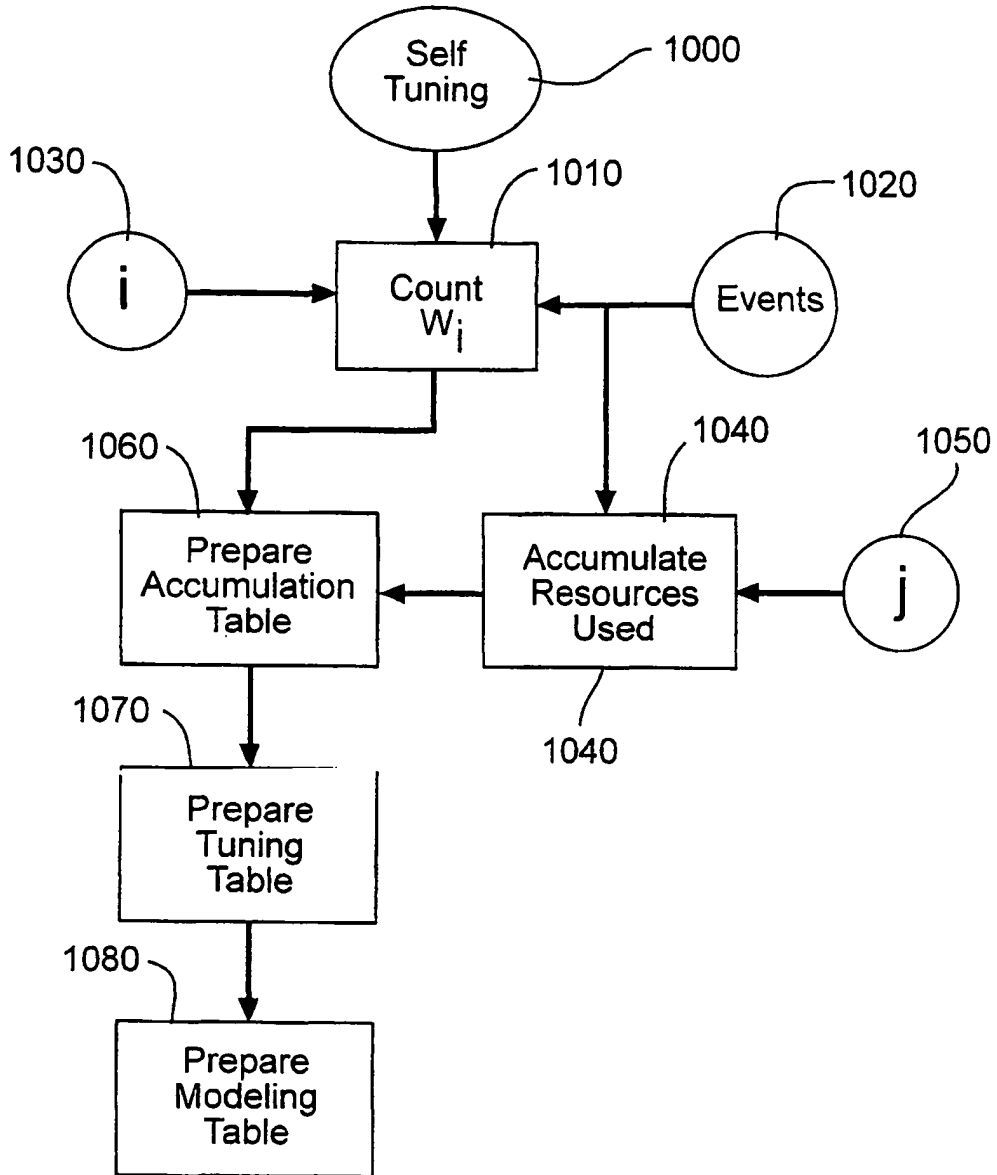 Self
Tuning
1000
1030
1010
1020
i
Count
Wi
Events
1060
1040
1050
Prepare
Accumulation
Table
Accumulate
Resources
Used
j
1070
1040
Prepare
Tuning
Table
1080
Prepare
Modeling
Table